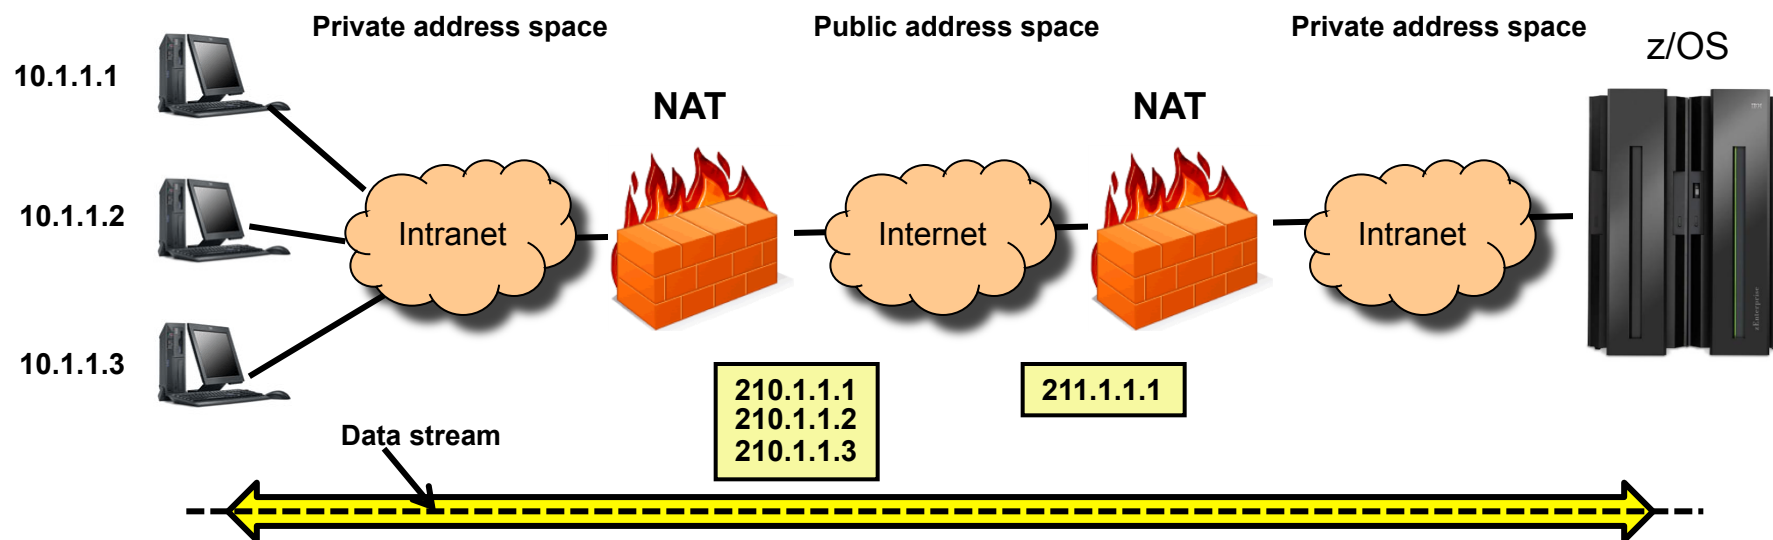 Private address space
Public address space
Private address space
z/OS
10.1.1.1
NAT
NAT
10.1.1.2
Intranet
Internet
Intranet
10.1.1.3
210.1.1.1
210.1.1.2
210.1.1.3
211.1.1.1
Data stream
zEnterprise